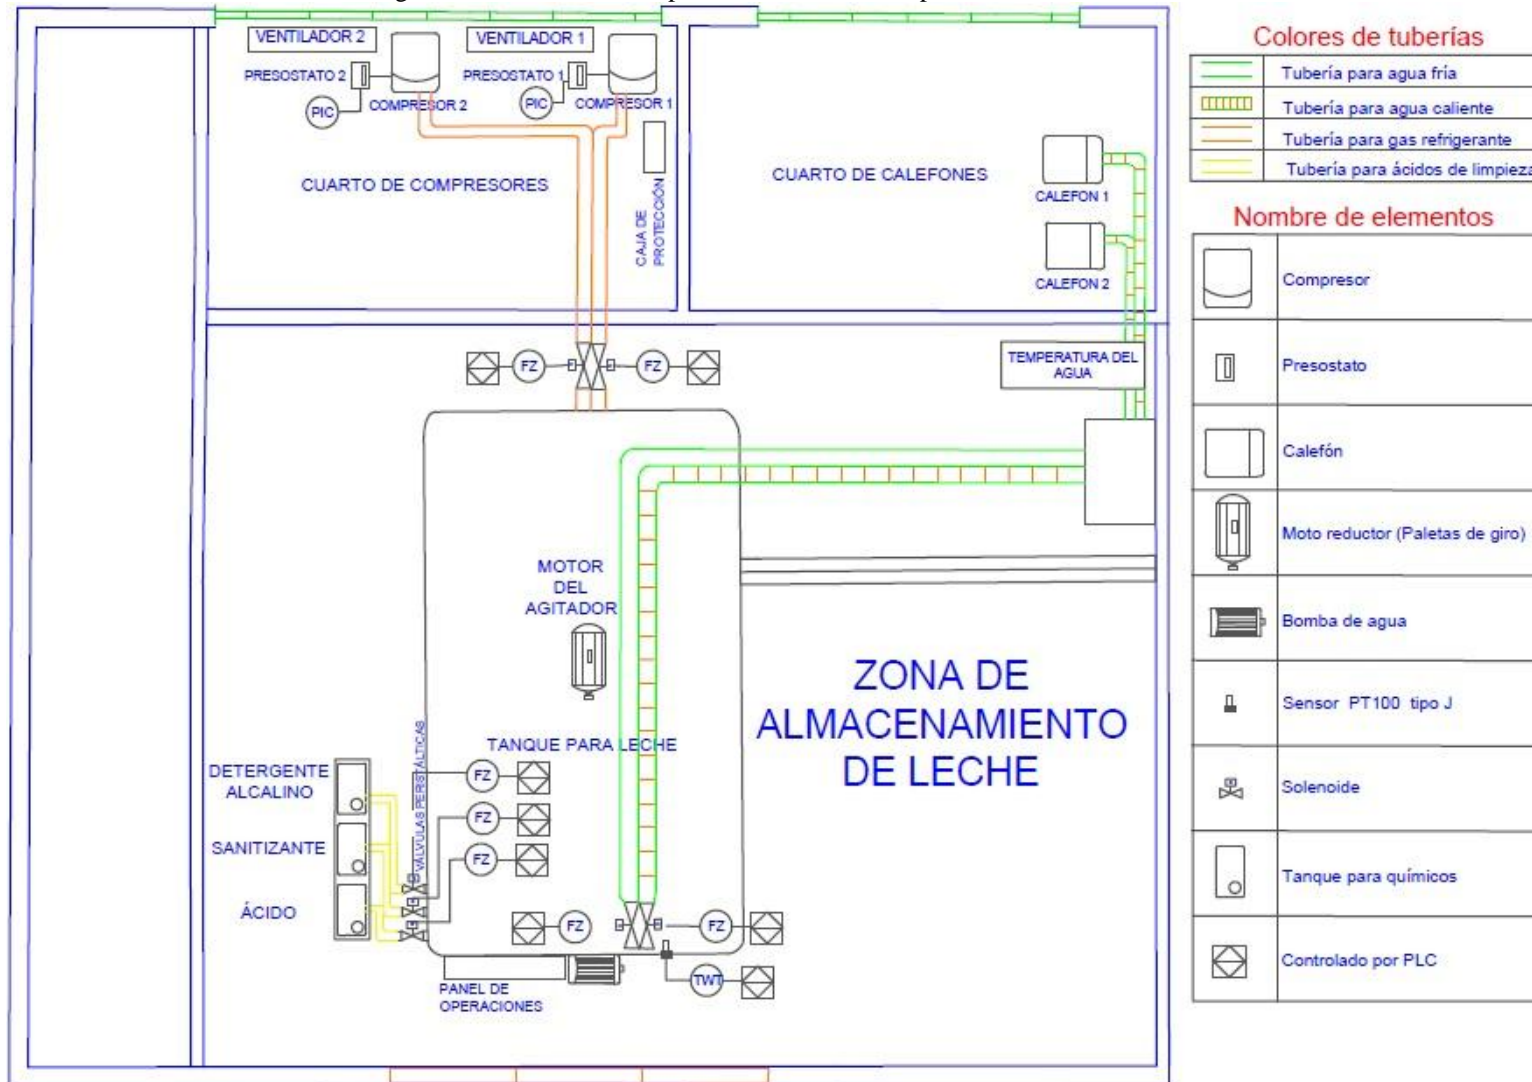 VENTILADOR 2
VENTILADOR 1
PRESOSTATO 2
PRESOSTATO 1
PIC
COMPRESOR 2
PIC
COMPRESOR 1
CUARTO DE COMPRESORES
CAJA DE
PROTECCIÓN
CUARTO DE CALEFONES
CALEFON 1
CALEFON 2
FZ
FZ
TEMPERATURA DEL
AGUA
MOTOR
DEL
AGITADOR
ZONA DE
ALMACENAMIENTO
DE LECHE
TANQUE PARA LECHE
VÁLVULAS PERISTÁLTICAS
DETERGENTE
ALCALINO
SANITIZANTE
ÁCIDO
FZ
FZ
FZ
FZ
FZ
TWT
PANEL DE
OPERACIONES
Colores de tuberías
Tubería para agua fría
Tubería para agua caliente
Tubería para gas refrigerante
Tubería para ácidos de limpieza
Nombre de elementos
Compresor
Presostato
Calefón
Moto reductor (Paletas de giro)
Bomba de agua
Sensor PT100 tipo J
Solenoide
Tanque para químicos
Controlado por PLC